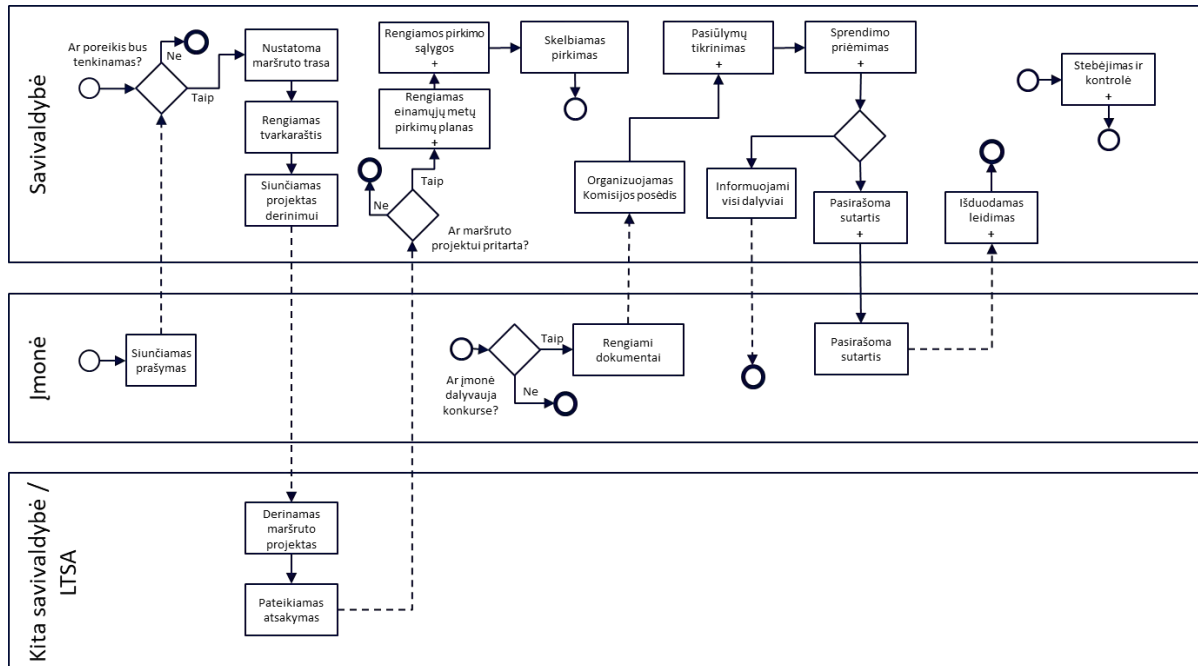 Savivaldybė
Ar poreikis bus
tenkinamas?
Ne
Taip
Nustatoma
maršruto trasa
Rengiamas
tvarkaraštis
Siunčiamas
projektas
derinimui
Rengiamos pirkimo
sąlygos
+
Rengiamas
einamųjų metų
pirkimų planas
+
Taip
Ne
Ar maršruto
projektui pritarta?
Skelbiamas
pirkimas
Organizuojamas
Komisijos posėdis
Pasiūlymų
tikrinimas
+
Sprendimo
priėmimas
+
Informuojami
visi dalyviai
Pasirašoma
sutartis
+
Išduodamas
leidimas
+
Stebėjimas ir
kontrolė
+
Įmonė
Siunčiamas
prašymas
Ar įmonė
dalyvauja
konkurse?
Taip
Ne
Rengiami
dokumentai
Pasirašoma
sutartis
Kita savivaldybė /
LTSA
Derinamas
maršruto
projektas
Pateikiamas
atsakymas